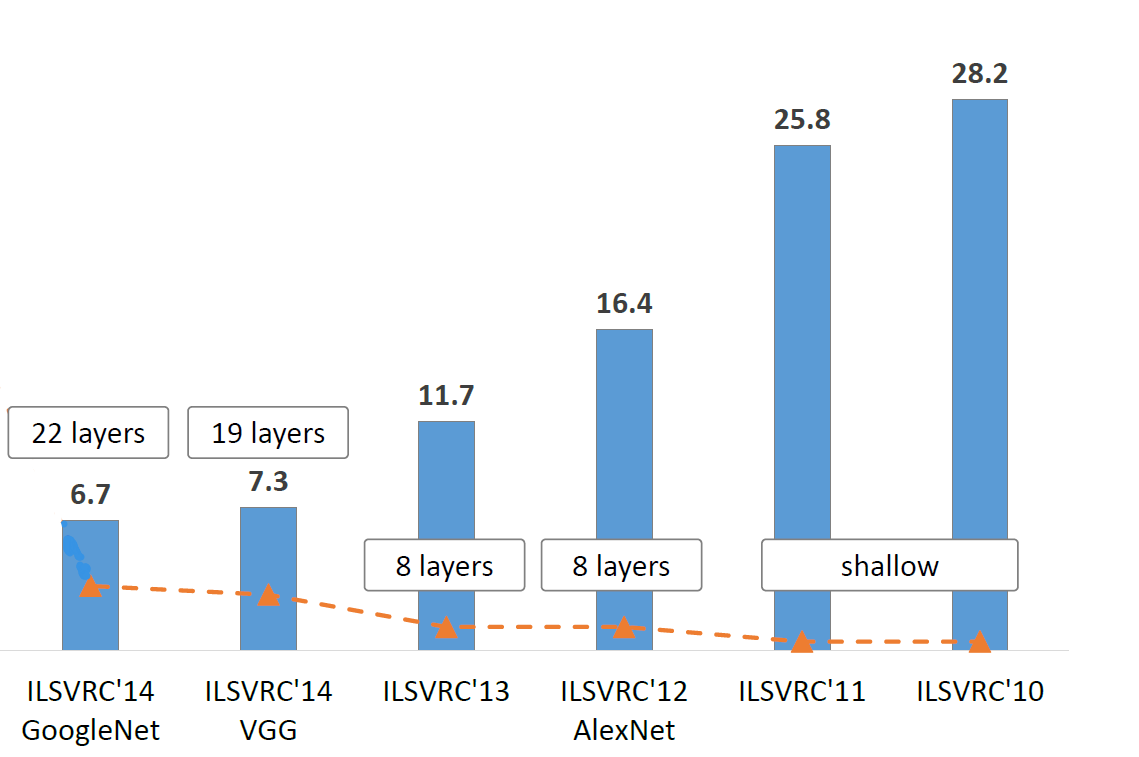 28.2
25.8
16.4
11.7
22 layers
19 layers
7.3
6.7
8 layers
8 layers
shallow
ILSVRC'14
GoogleNet
ILSVRC'14
VGG
ILSVRC'13
ILSVRC'12
AlexNet
ILSVRC'11
ILSVRC'10